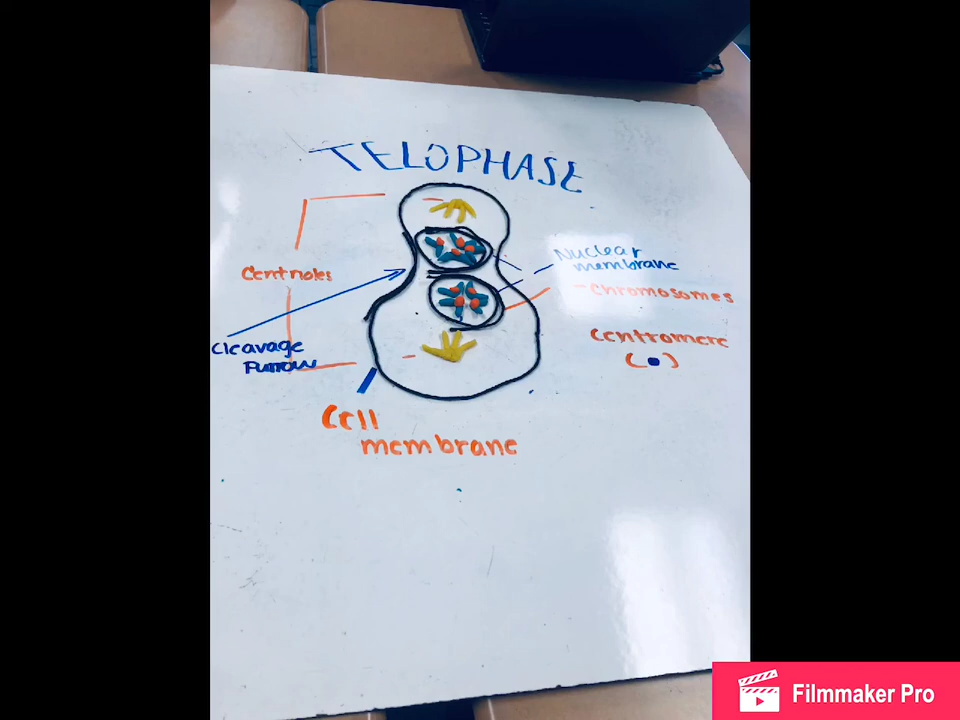 TELOPHASE
Nuclear
membrane
Centrioles
Chromosomes
Centromere
( )
Cleavage
Furrow
Cell
membrane
Filmmaker Pro